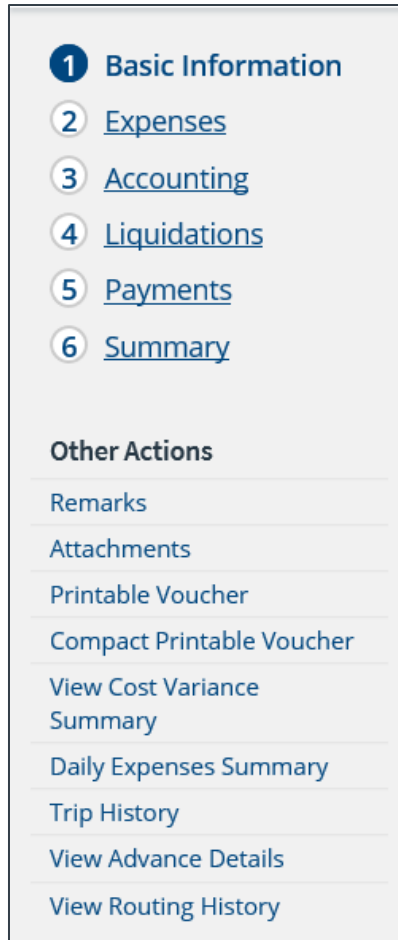 1 Basic Information
2 Expenses
3 Accounting
4 Liquidations
5 Payments
6 Summary
Other Actions
Remarks
Attachments
Printable Voucher
Compact Printable Voucher
View Cost Variance
Summary
Daily Expenses Summary
Trip History
View Advance Details
View Routing History